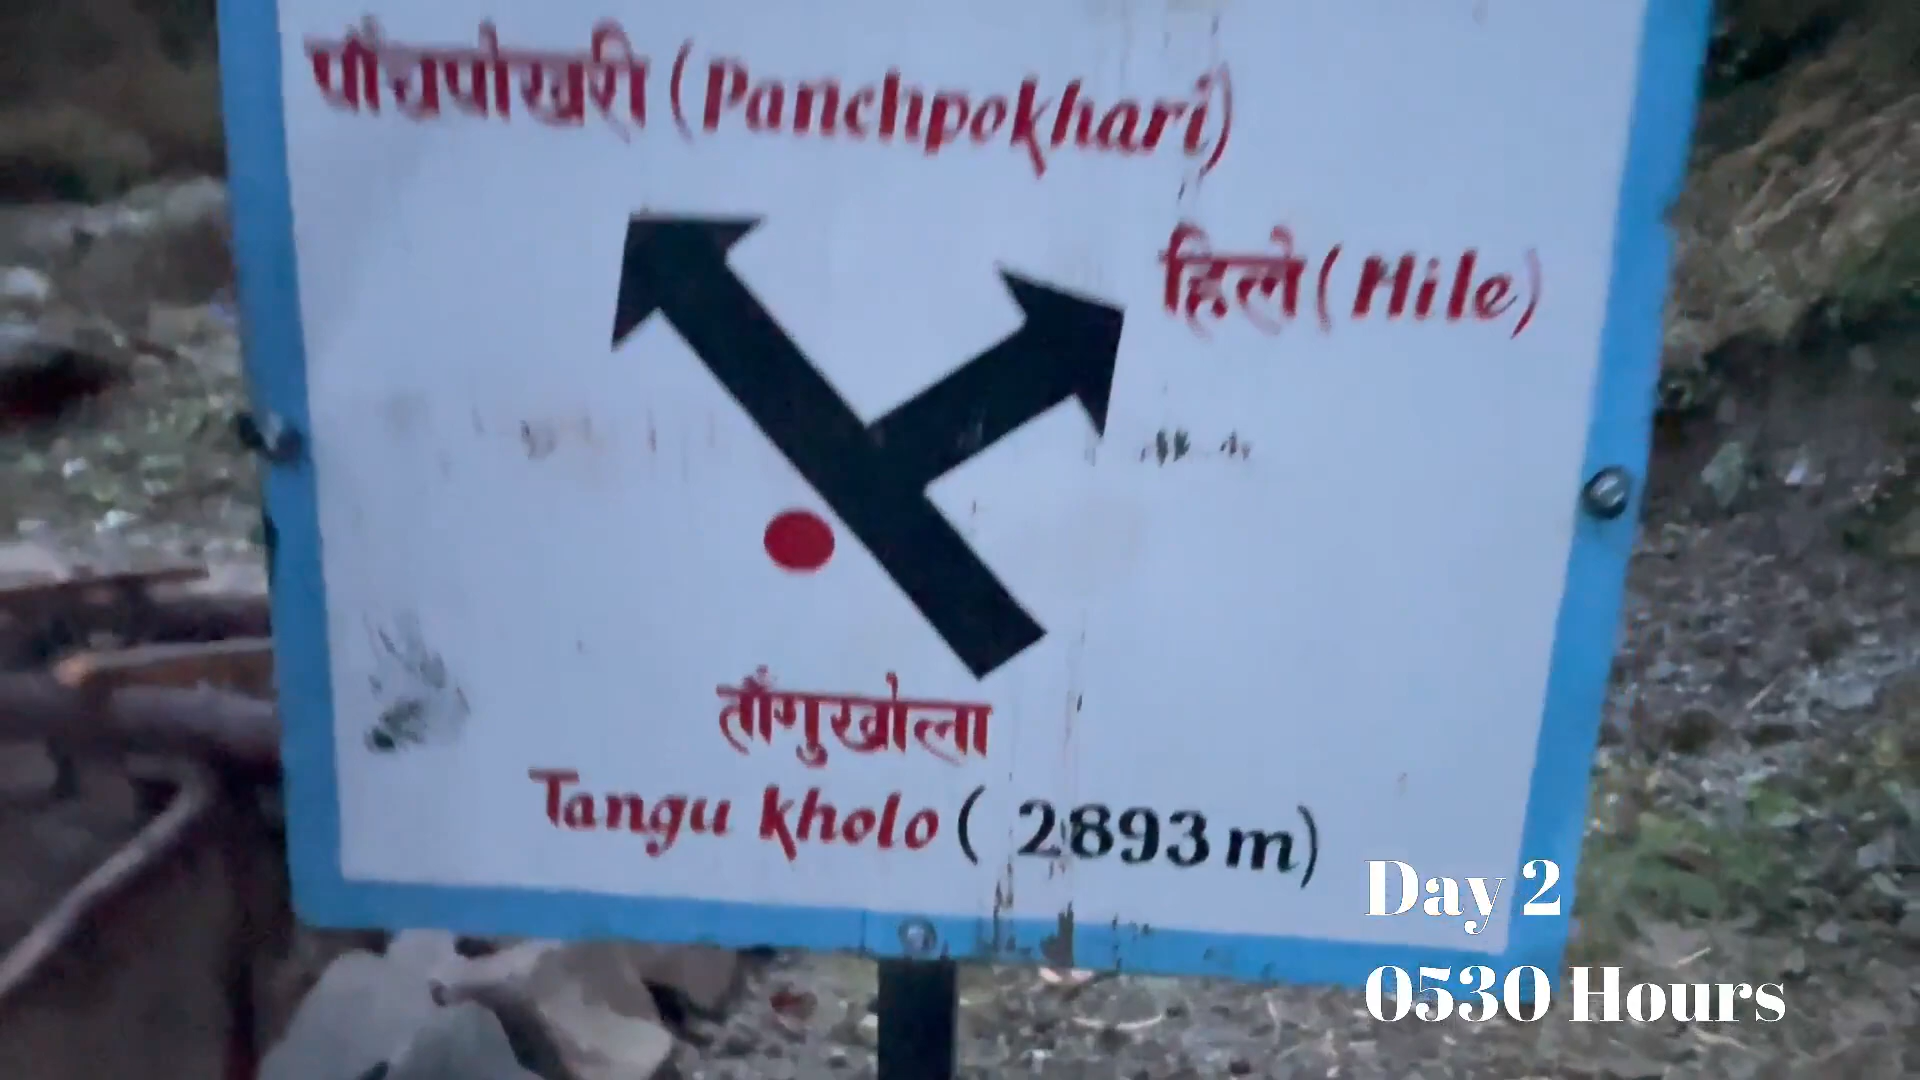 पाँचपोखरी (Panchpokhari)
हिले (Hile)
ताँगुखोला
Tangu kholo ( 2893 m)
Day 2
0530 Hours